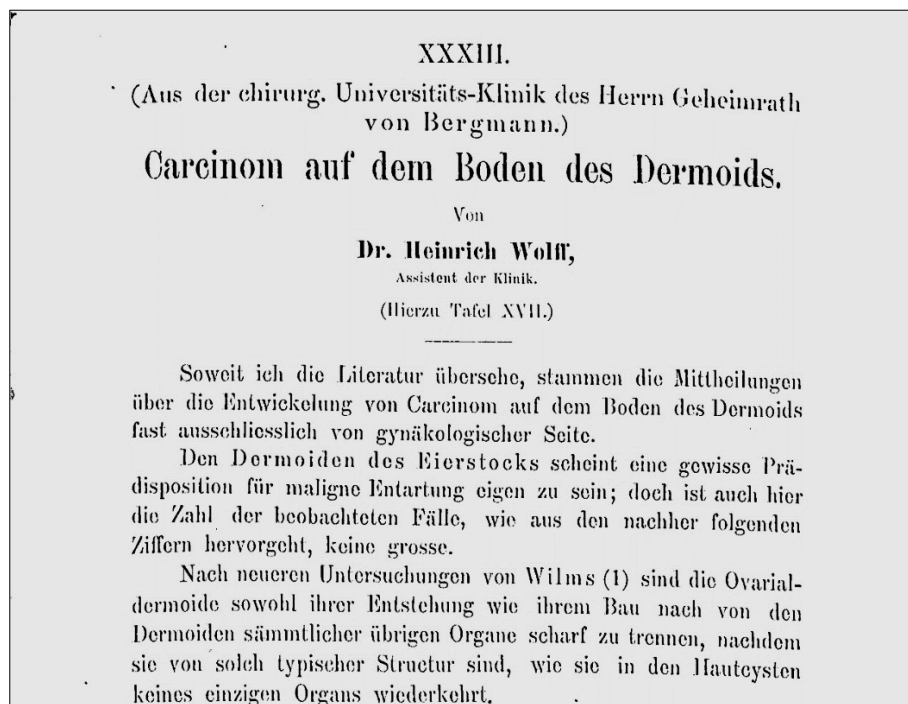 XXXIII.
(Aus der chirurg. Universitäts-Klinik des Herrn Geheimrath
von Bergmann.)
Carcinom auf dem Boden des Dermoids.
Von
Dr. Heinrich Wolff,
Assistent der Klinik.
(Hierzu Tafel XVII.)
Soweit ich die Literatur übersehe, stammen die Mittheilungen
über die Entwickelung von Carcinom auf dem Boden des Dermoids
fast ausschliesslich von gynäkologischer Seite.
Den Dermoiden des Eierstocks scheint eine gewisse Prä-
disposition für maligne Entartung eigen zu sein; doch ist auch hier
die Zahl der beobachteten Fälle, wie aus den nachher folgenden
Ziffern hervorgeht, keine grosse.
Nach neueren Untersuchungen von Wilms (1) sind die Ovarial-
dermoide sowohl ihrer Entstehung wie ihrem Bau nach von den
Dermoiden sämmtlicher übrigen Organe scharf zu trennen, nachdem
sie von solch typischer Structur sind, wie sie in den Hautcysten
keines einzigen Organs wiederkehrt.